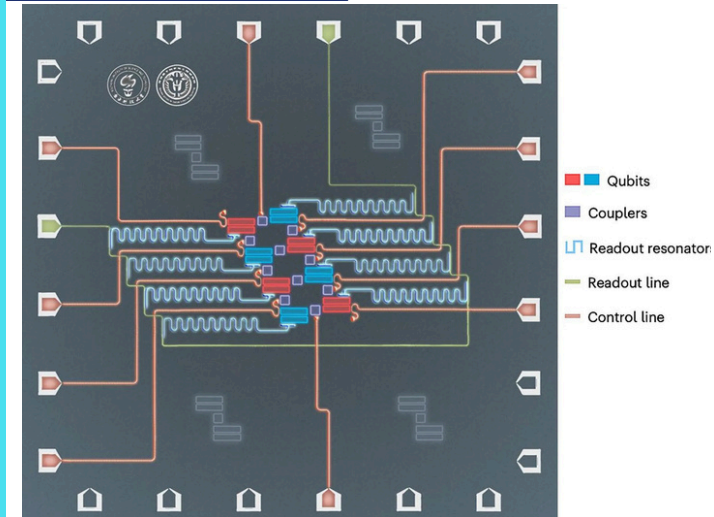 Qubits
Couplers
Readout resonators
Readout line
Control line